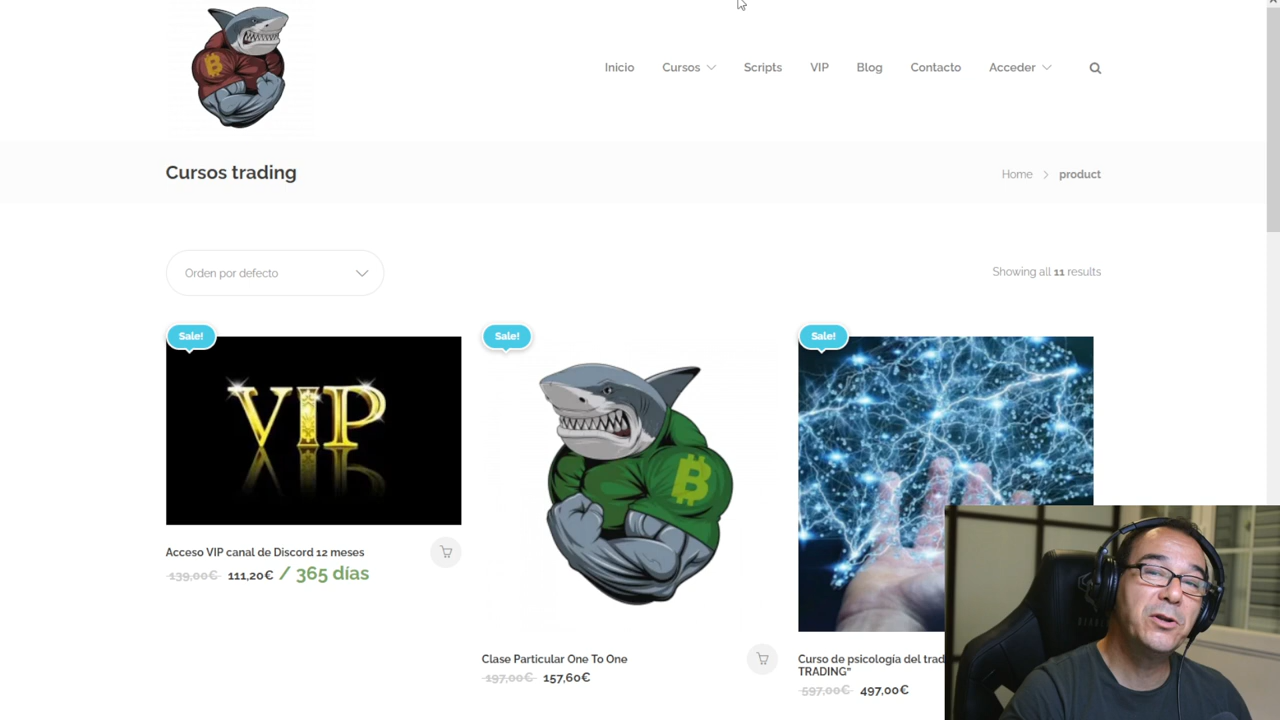 Inicio Cursos Scripts VIP Blog Contacto Acceder
Cursos trading
Home product
Orden por defecto
Showing all 11 results
Sale! Sale! Sale!
VIP
Acceso VIP canal de Discord 12 meses
139,00€ 111,20€ / 365 días
Clase Particular One To One
197,00€ 157,60€
Curso de psicología del trad
TRADING"
597,00€ 497,00€